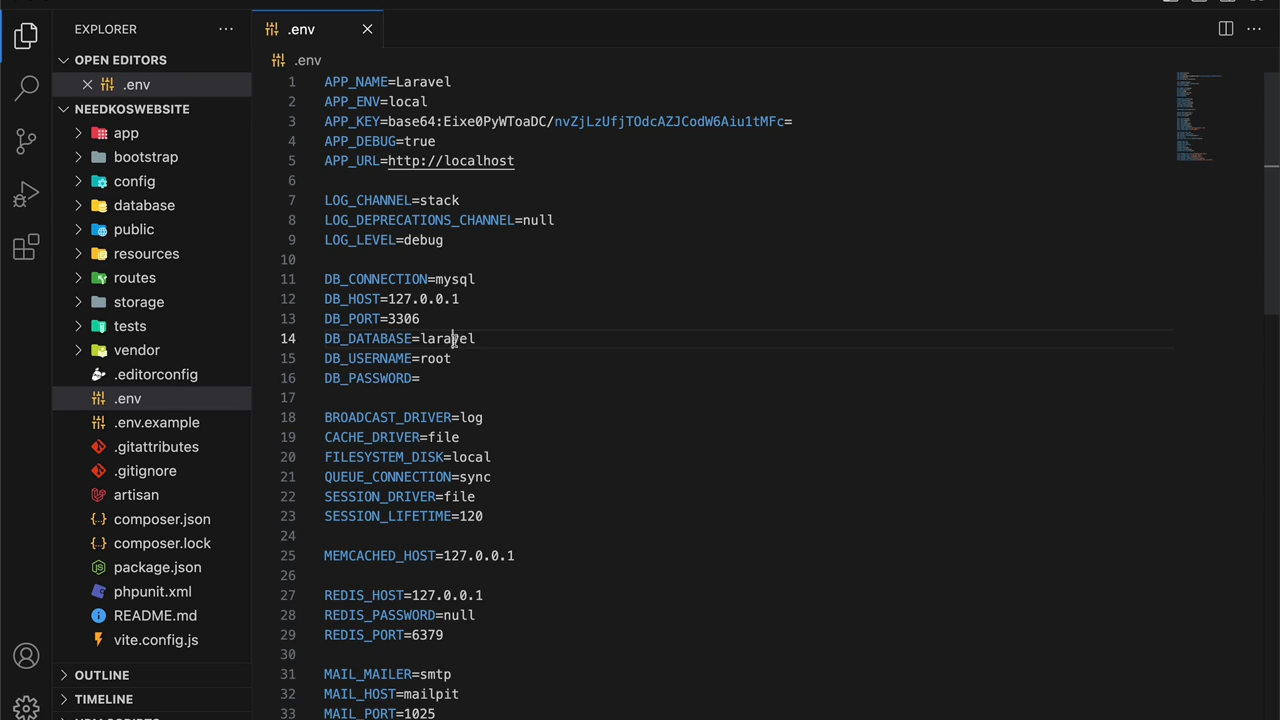 EXPLORER
OPEN EDITORS
.env
NEEDKOSWEBSITE
app
bootstrap
config
database
public
resources
routes
storage
tests
vendor
.editorconfig
.env
.env.example
.gitattributes
.gitignore
artisan
composer.json
composer.lock
package.json
phpunit.xml
README.md
vite.config.js
OUTLINE
TIMELINE
NPM SCRIPTS
.env
.env
1 APP_NAME=Laravel
2 APP_ENV=local
3 APP_KEY=base64:Eixe0PyWToaDC/nvZjLzUfjTOdcAZJCodW6Aiu1tMFc=
4 APP_DEBUG=true
5 APP_URL=http://localhost
6
7 LOG_CHANNEL=stack
8 LOG_DEPRECATIONS_CHANNEL=null
9 LOG_LEVEL=debug
10
11 DB_CONNECTION=mysql
12 DB_HOST=127.0.0.1
13 DB_PORT=3306
14 DB_DATABASE=laravel
15 DB_USERNAME=root
16 DB_PASSWORD=
17
18 BROADCAST_DRIVER=log
19 CACHE_DRIVER=file
20 FILESYSTEM_DISK=local
21 QUEUE_CONNECTION=sync
22 SESSION_DRIVER=file
23 SESSION_LIFETIME=120
24
25 MEMCACHED_HOST=127.0.0.1
26
27 REDIS_HOST=127.0.0.1
28 REDIS_PASSWORD=null
29 REDIS_PORT=6379
30
31 MAIL_MAILER=smtp
32 MAIL_HOST=mailpit
33 MAIL_PORT=1025